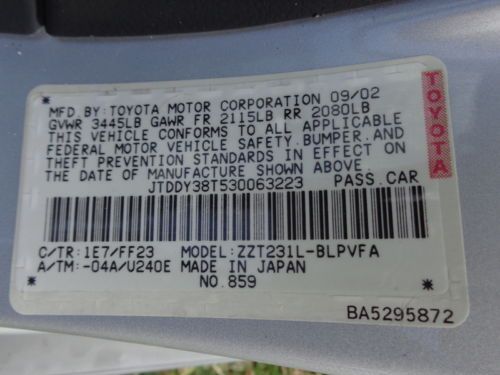 MFD.BY:TOYOTA MOTOR CORPORATION 09/02
GVWR 3445LB GAWR FR 2115LB RR 2080LB
THIS VEHICLE CONFORMS TO ALL APPLICABLE
FEDERAL MOTOR VEHICLE SAFETY,BUMPER,AND
THEFT PREVENTION STANDARDS IN EFFECT ON
THE DATE OF MANUFACTURE SHOWN ABOVE.
JTDDY38T530063223 PASS.CAR
TOYOTA
C/TR:1E7/FF23 MODEL:ZZT231L-BLPVFA
A/TM:-04A/U240E MADE IN JAPAN
NO.859
BA5295872